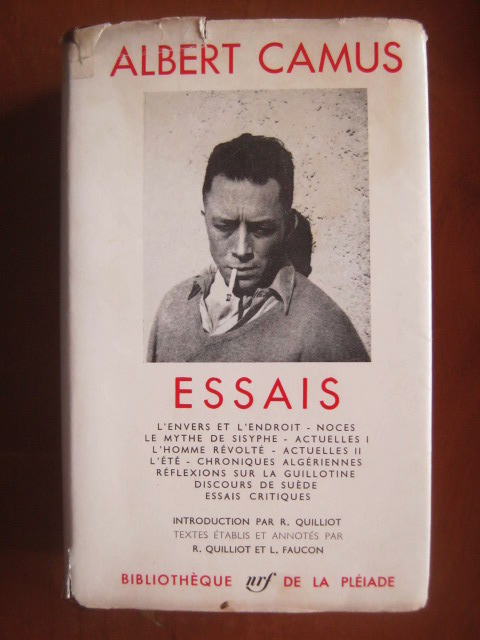 ALBERT CAMUS
ESSAIS
L'ENVERS ET L'ENDROIT - NOCES
LE MYTHE DE SISYPHE - ACTUELLES I
L'HOMME RÉVOLTÉ - ACTUELLES II
L'ÉTÉ - CHRONIQUES ALGÉRIENNES
RÉFLEXIONS SUR LA GUILLOTINE
DISCOURS DE SUÈDE
ESSAIS CRITIQUES
INTRODUCTION PAR R. QUILLIOT
TEXTES ÉTABLIS ET ANNOTÉS PAR
R. QUILLIOT ET L. FAUCON
BIBLIOTHÈQUE nrf DE LA PLÉIADE